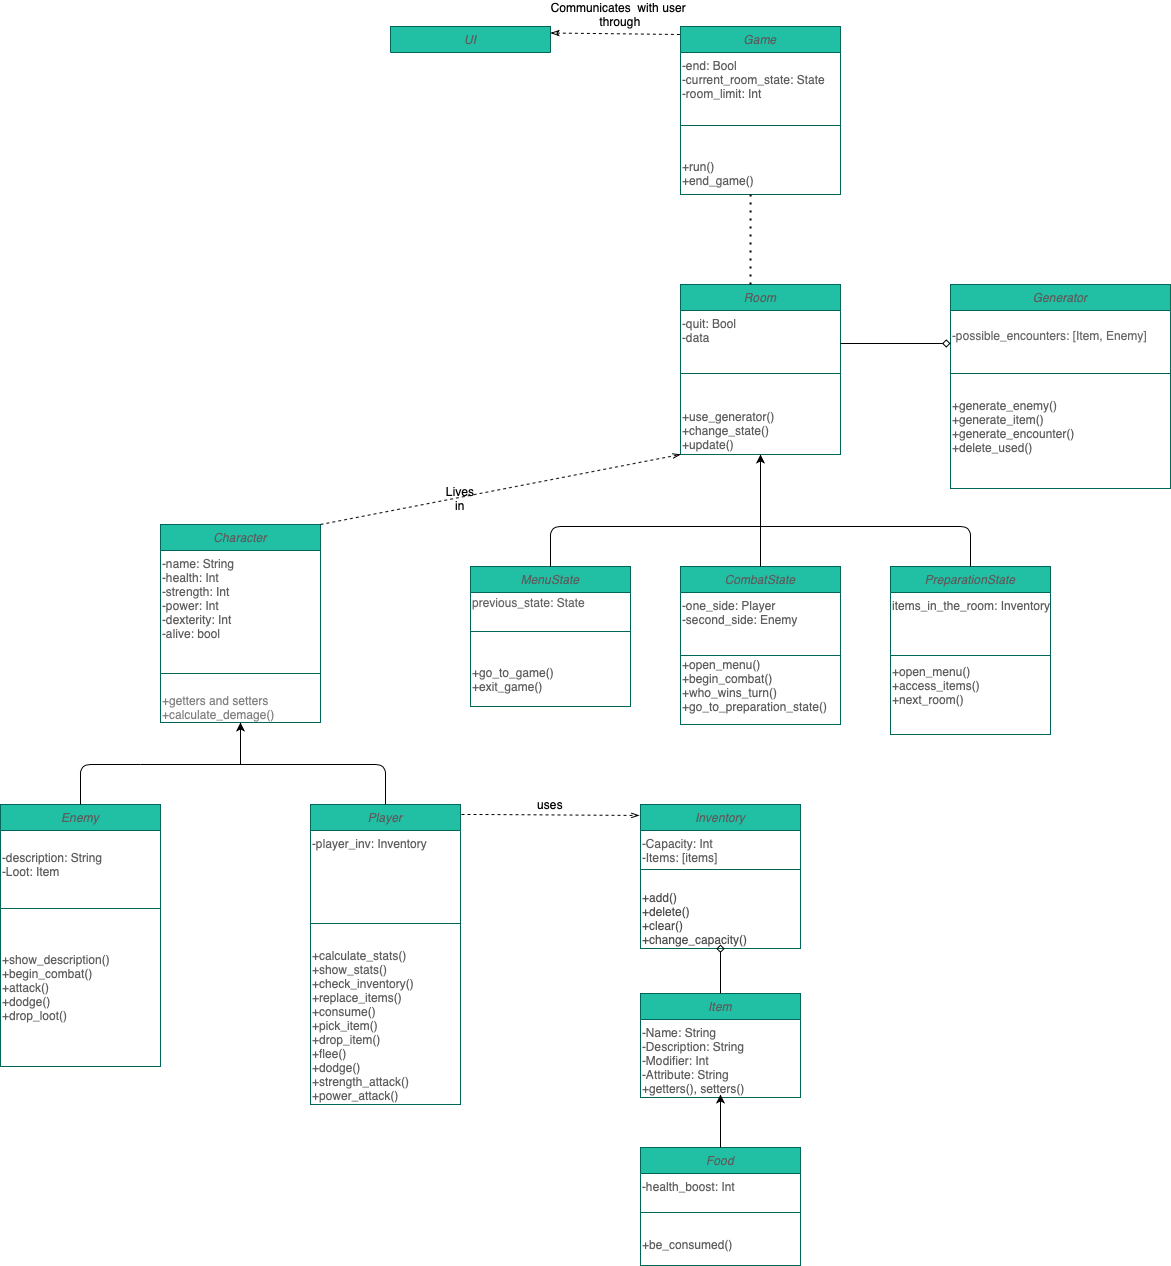 Communicates with user
through
UI
Game
-end: Bool
-current_room_state: State
-room_limit: Int
+run()
+end_game()
Room
-quit: Bool
-data
+use_generator()
+change_state()
+update()
Generator
-possible_encounters: [Item, Enemy]
+generate_enemy()
+generate_item()
+generate_encounter()
+delete_used()
Lives
in
Character
-name: String
-health: Int
-strength: Int
-power: Int
-dexterity: Int
-alive: bool
+getters and setters
+calculate_demage()
MenuState
previous_state: State
+go_to_game()
+exit_game()
CombatState
-one_side: Player
-second_side: Enemy
+open_menu()
+begin_combat()
+who_wins_turn()
+go_to_preparation_state()
PreparationState
items_in_the_room: Inventory
+open_menu()
+access_items()
+next_room()
Enemy
-description: String
-Loot: Item
+show_description()
+begin_combat()
+attack()
+dodge()
+drop_loot()
Player
-player_inv: Inventory
+calculate_stats()
+show_stats()
+check_inventory()
+replace_items()
+consume()
+pick_item()
+drop_item()
+flee()
+dodge()
+strength_attack()
+power_attack()
uses
Inventory
-Capacity: Int
-Items: [items]
+add()
+delete()
+clear()
+change_capacity()
Item
-Name: String
-Description: String
-Modifier: Int
-Attribute: String
+getters(), setters()
Food
-health_boost: Int
+be_consumed()